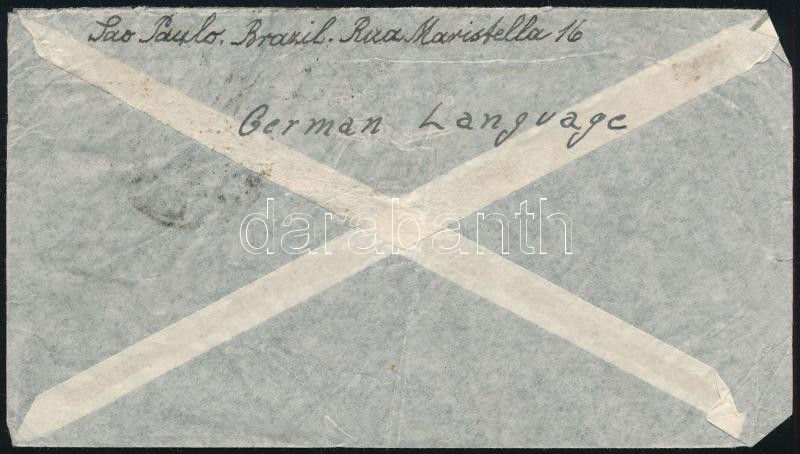 Sao Paulo. Brazil. Rua Maristella 16
German Language
darabanth